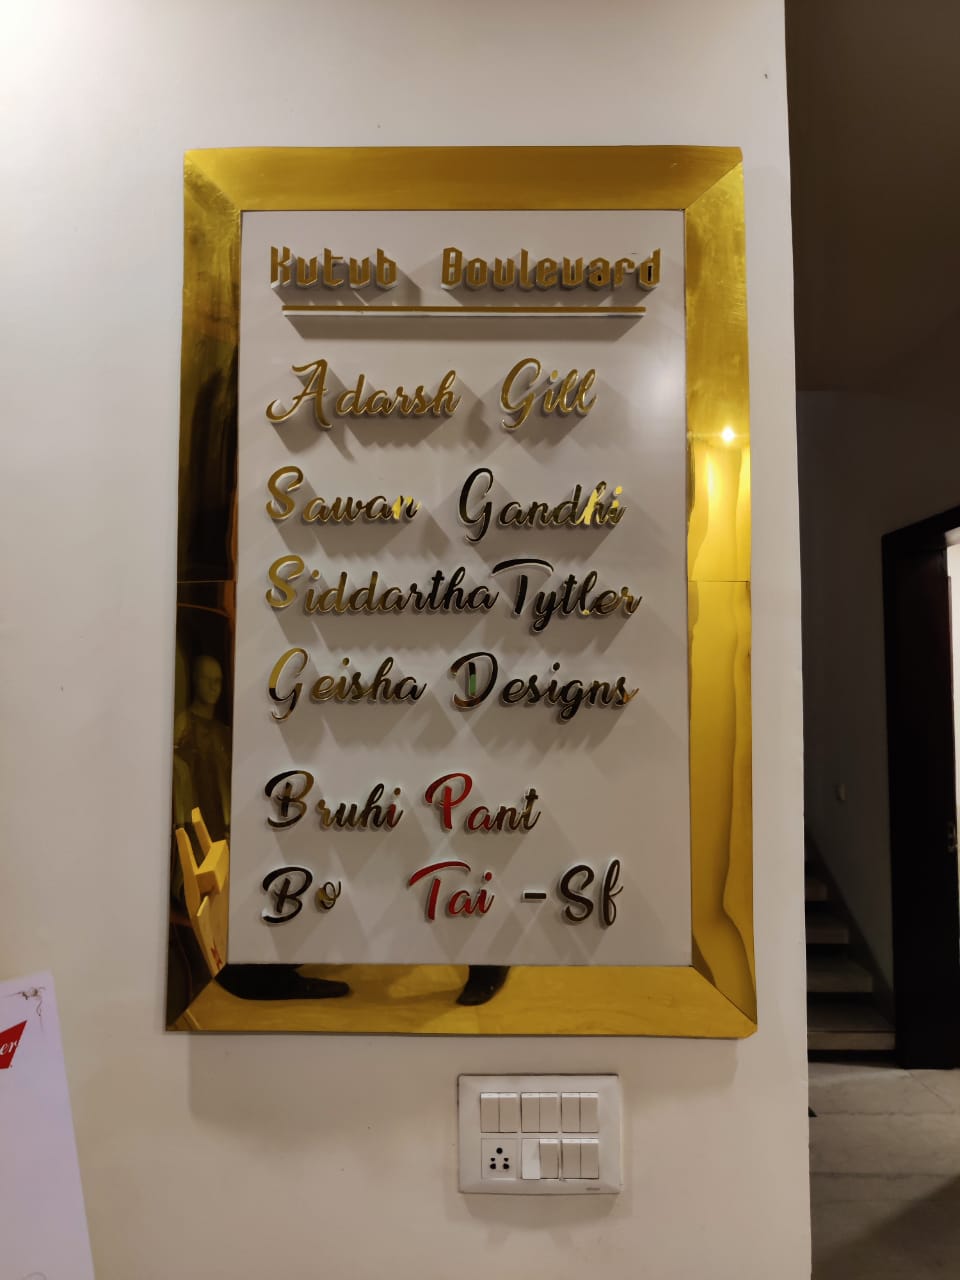 Kutub Boulevard
Adarsh Gill
Sawan Gandhi
Siddartha Tytler
Geisha Designs
Bruhi Pant
Bo Tai - Sf